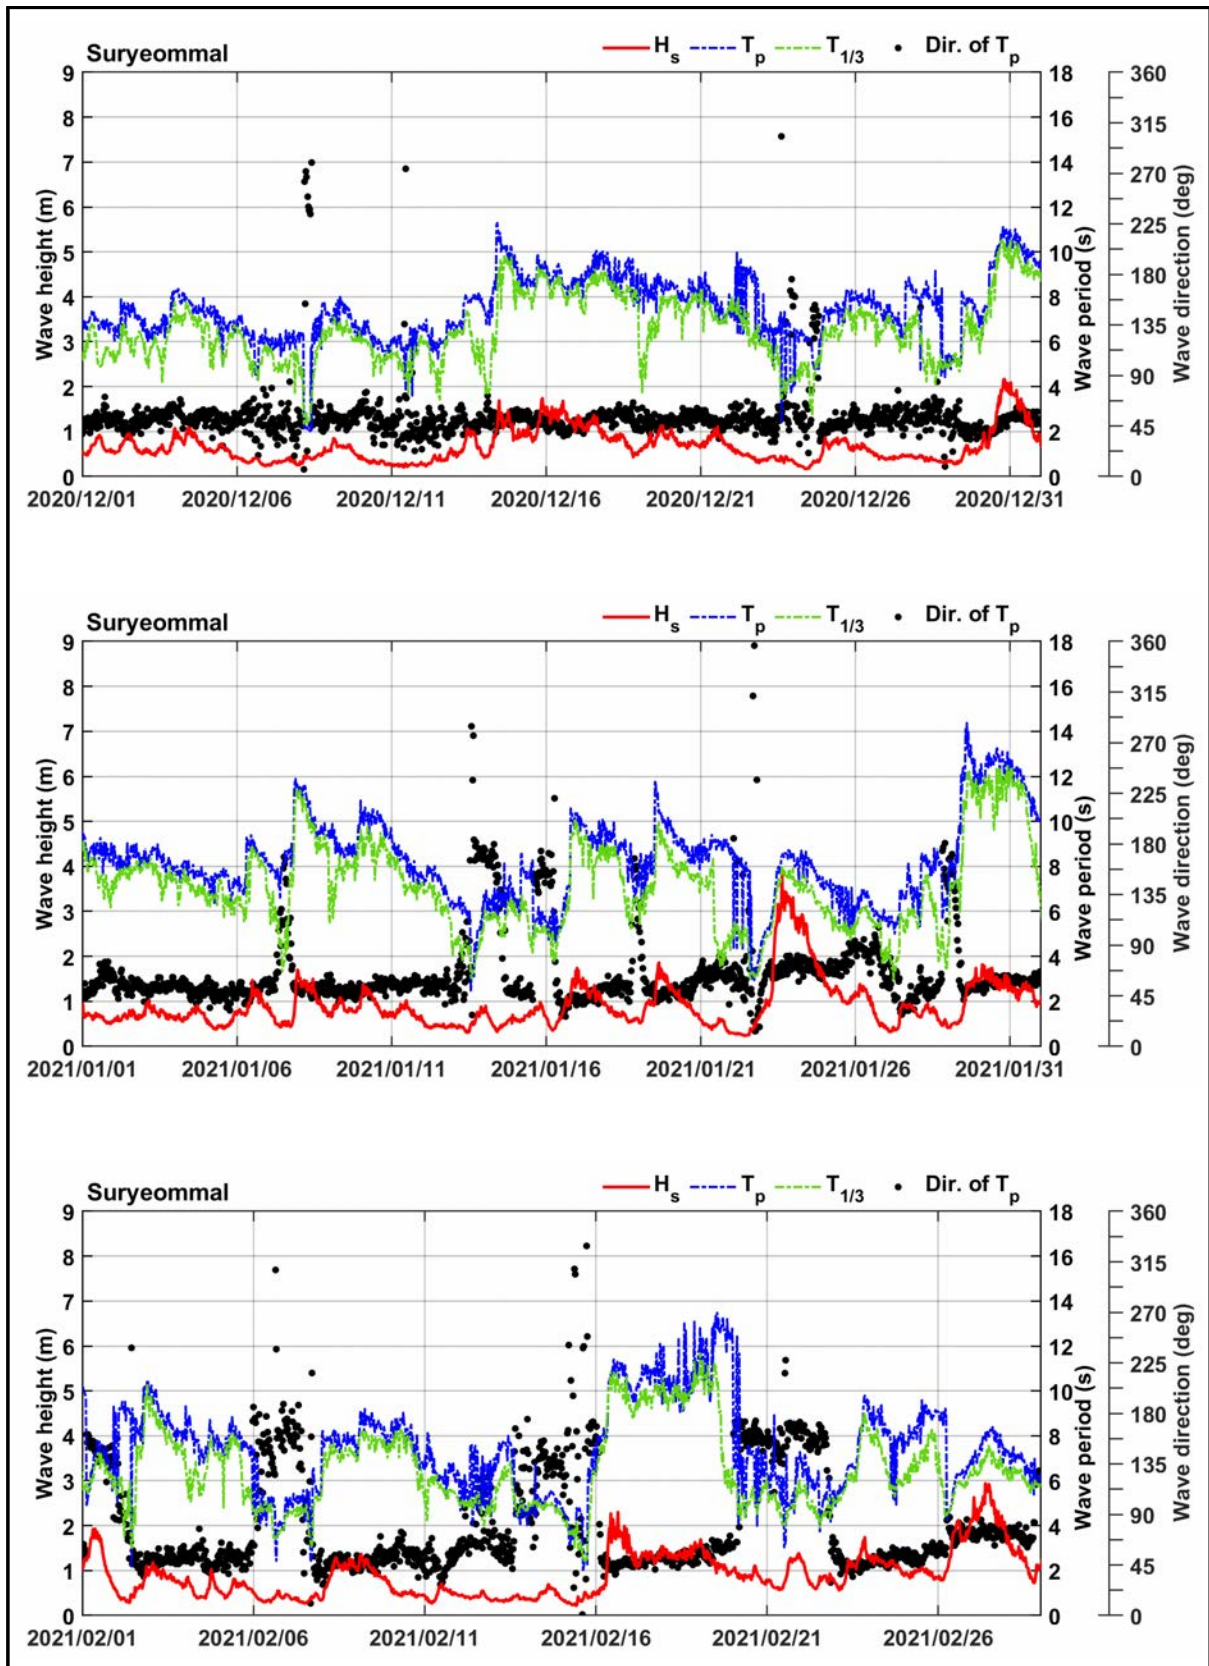 Suryeommal
Hs Tp T1/3 Dir. of Tp
9 18 360
8 16 315
7 14 270
6 12 225
5 10 180
4 8 135
3 6 90
2 4 45
1 2 0
0 0
Wave height (m)
Wave period (s)
Wave direction (deg)
2020/12/01 2020/12/06 2020/12/11 2020/12/16 2020/12/21 2020/12/26 2020/12/31
Suryeommal
Hs Tp T1/3 Dir. of Tp
9 18 360
8 16 315
7 14 270
6 12 225
5 10 180
4 8 135
3 6 90
2 4 45
1 2 0
0 0
Wave height (m)
Wave period (s)
Wave direction (deg)
2021/01/01 2021/01/06 2021/01/11 2021/01/16 2021/01/21 2021/01/26 2021/01/31
Suryeommal
Hs Tp T1/3 Dir. of Tp
9 18 360
8 16 315
7 14 270
6 12 225
5 10 180
4 8 135
3 6 90
2 4 45
1 2 0
0 0
Wave height (m)
Wave period (s)
Wave direction (deg)
2021/02/01 2021/02/06 2021/02/11 2021/02/16 2021/02/21 2021/02/26